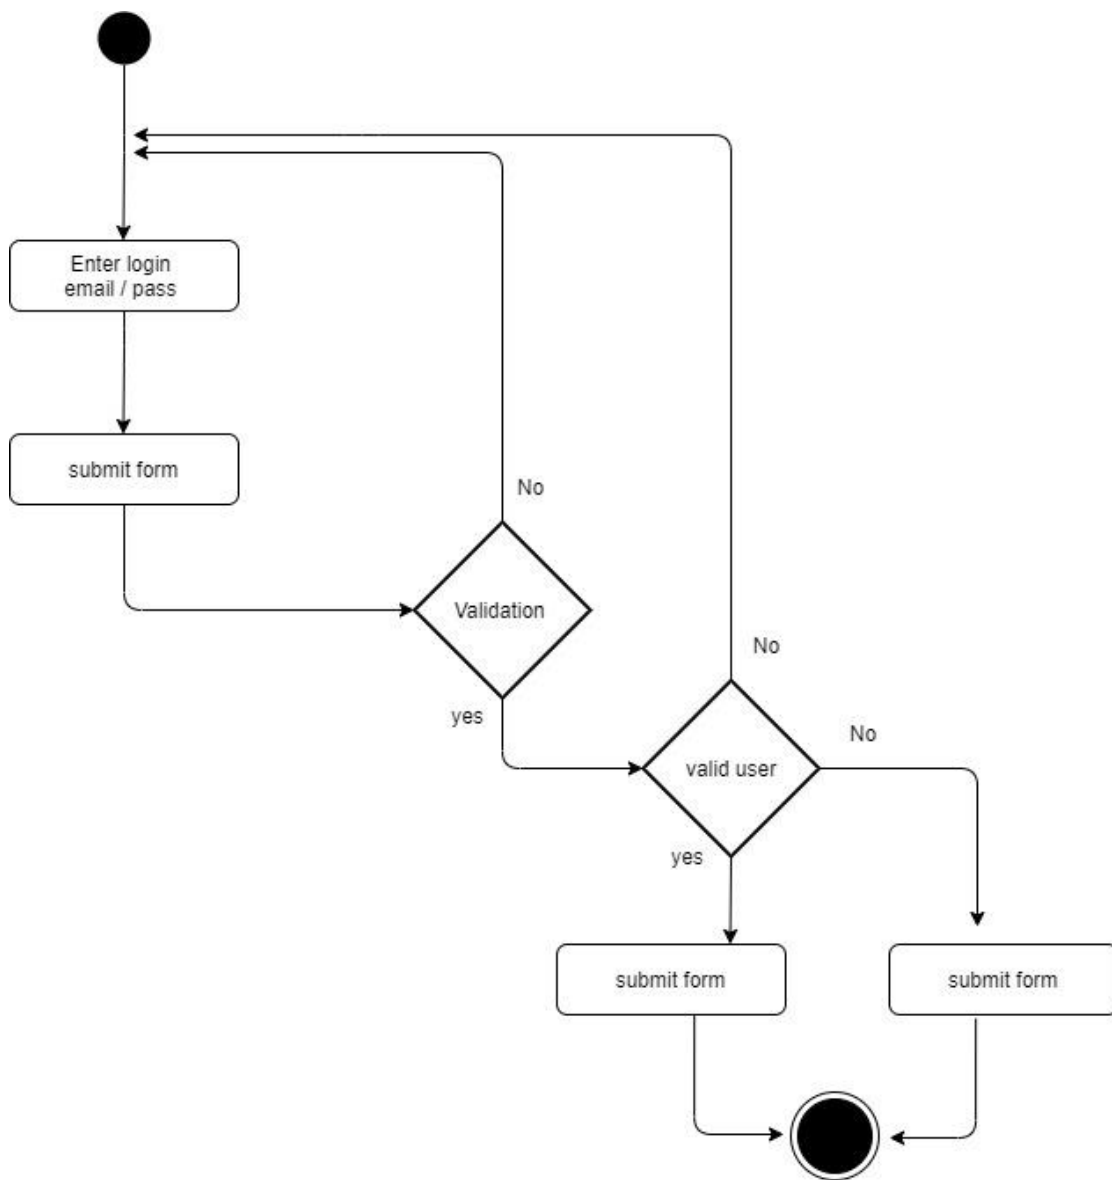 Enter login
email / pass
submit form
No
Validation
yes
No
No
valid user
yes
submit form
submit form